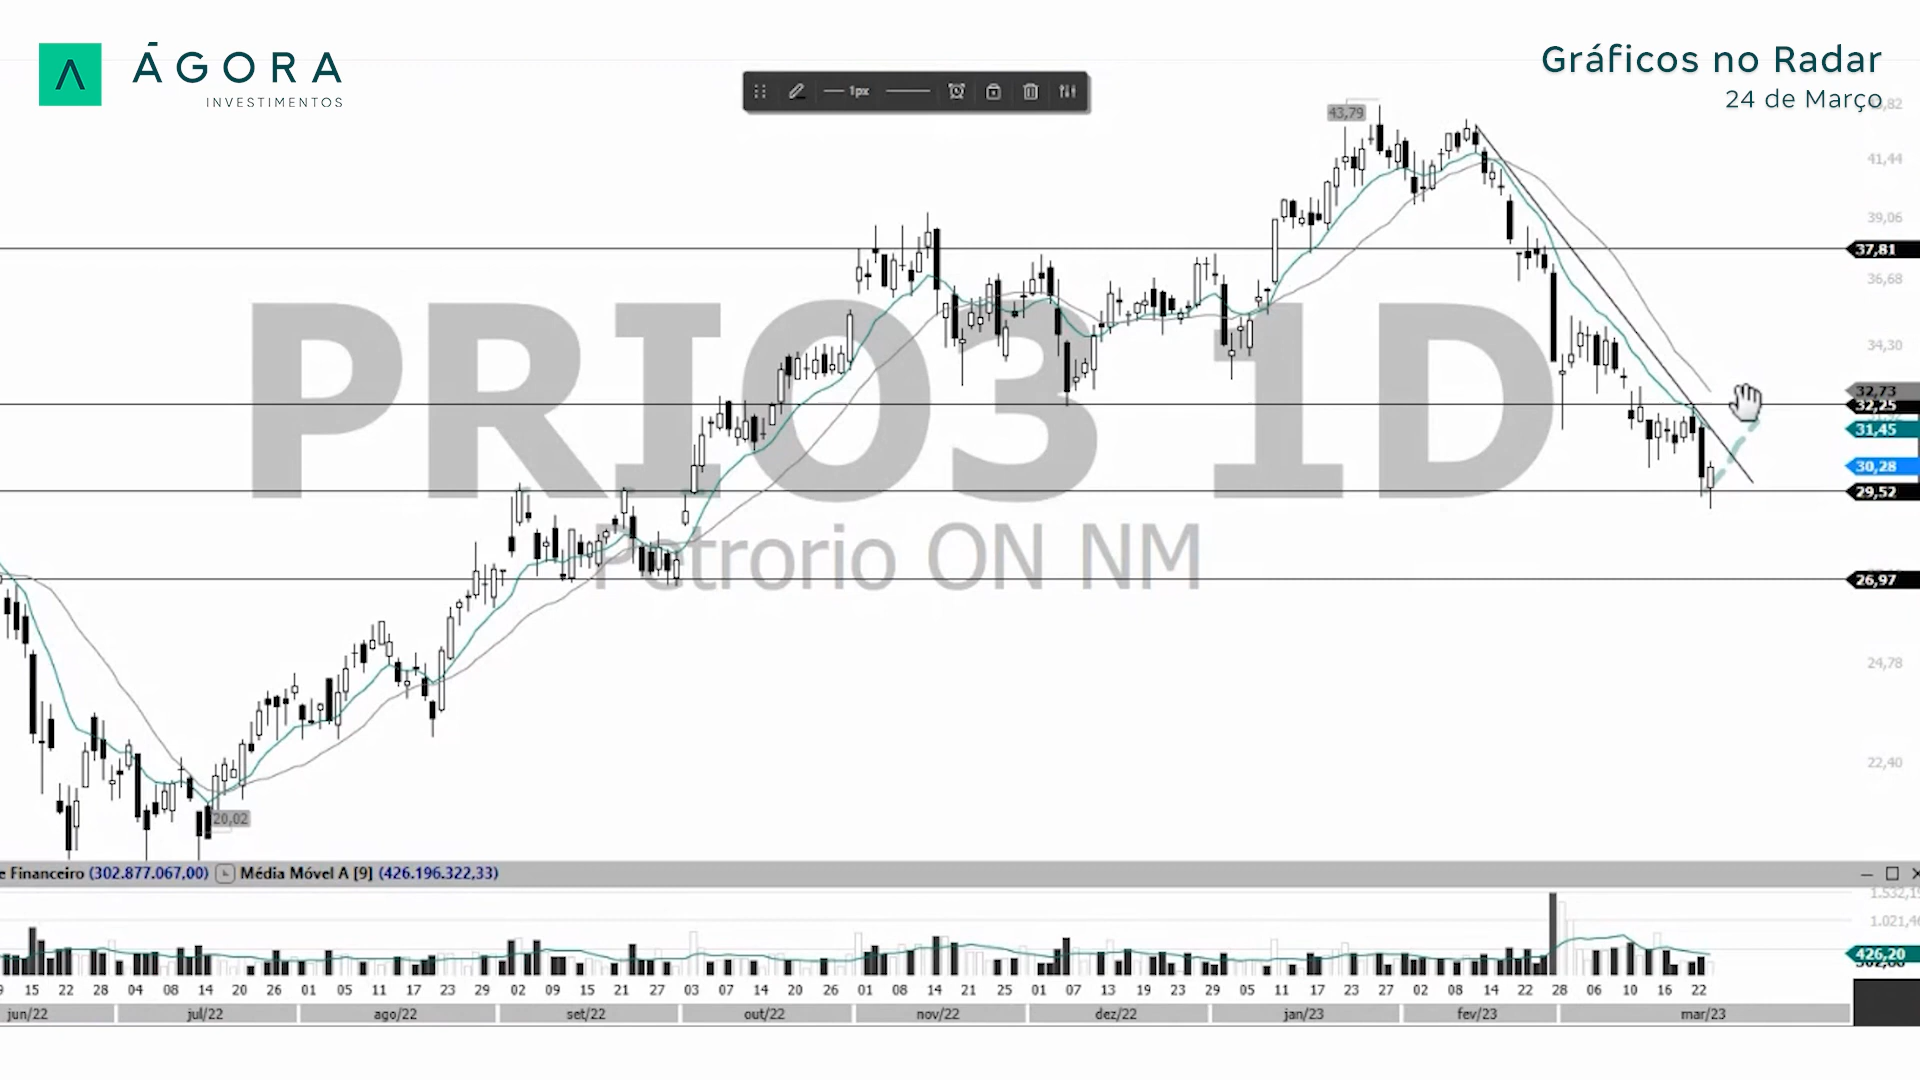 ÁGORA
INVESTIMENTOS
Gráficos no Radar
24 de Março
1px
43,79
41,44
39,06
37,81
36,68
34,30
32,73
32,25
31,45
30,28
29,52
26,97
24,78
22,40
20,02
PRIO3 1D
Petrorio ON NM
e Financeiro (302.877.067,00) Média Móvel A [9] (426.196.322,33)
1.021,4
426,20
15 22 28 04 08 14 20 26 01 05 11 17 23 29 02 09 15 21 27 03 07 14 20 26 01 08 14 21 25 01 07 13 19 23 29 05 11 17 23 27 02 08 14 22 28 06 10 16 22
jun/22 jul/22 ago/22 set/22 out/22 nov/22 dez/22 jan/23 fev/23 mar/23